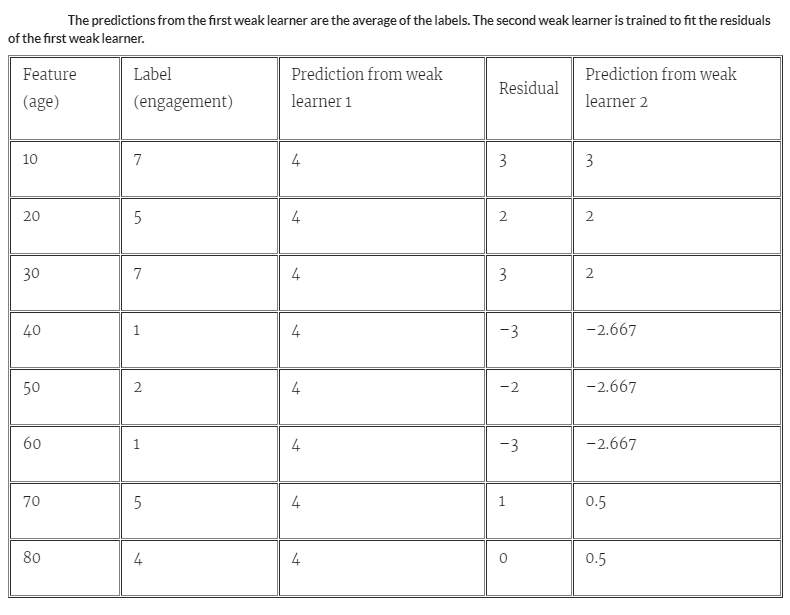 The predictions from the first weak learner are the average of the labels. The second weak learner is trained to fit the residuals
of the first weak learner.
Feature (age) Label (engagement) Prediction from weak learner 1 Residual Prediction from weak learner 2
10 7 4 3 3
20 5 4 2 2
30 7 4 3 2
40 1 4 −3 −2.667
50 2 4 −2 −2.667
60 1 4 −3 −2.667
70 5 4 1 0.5
80 4 4 0 0.5